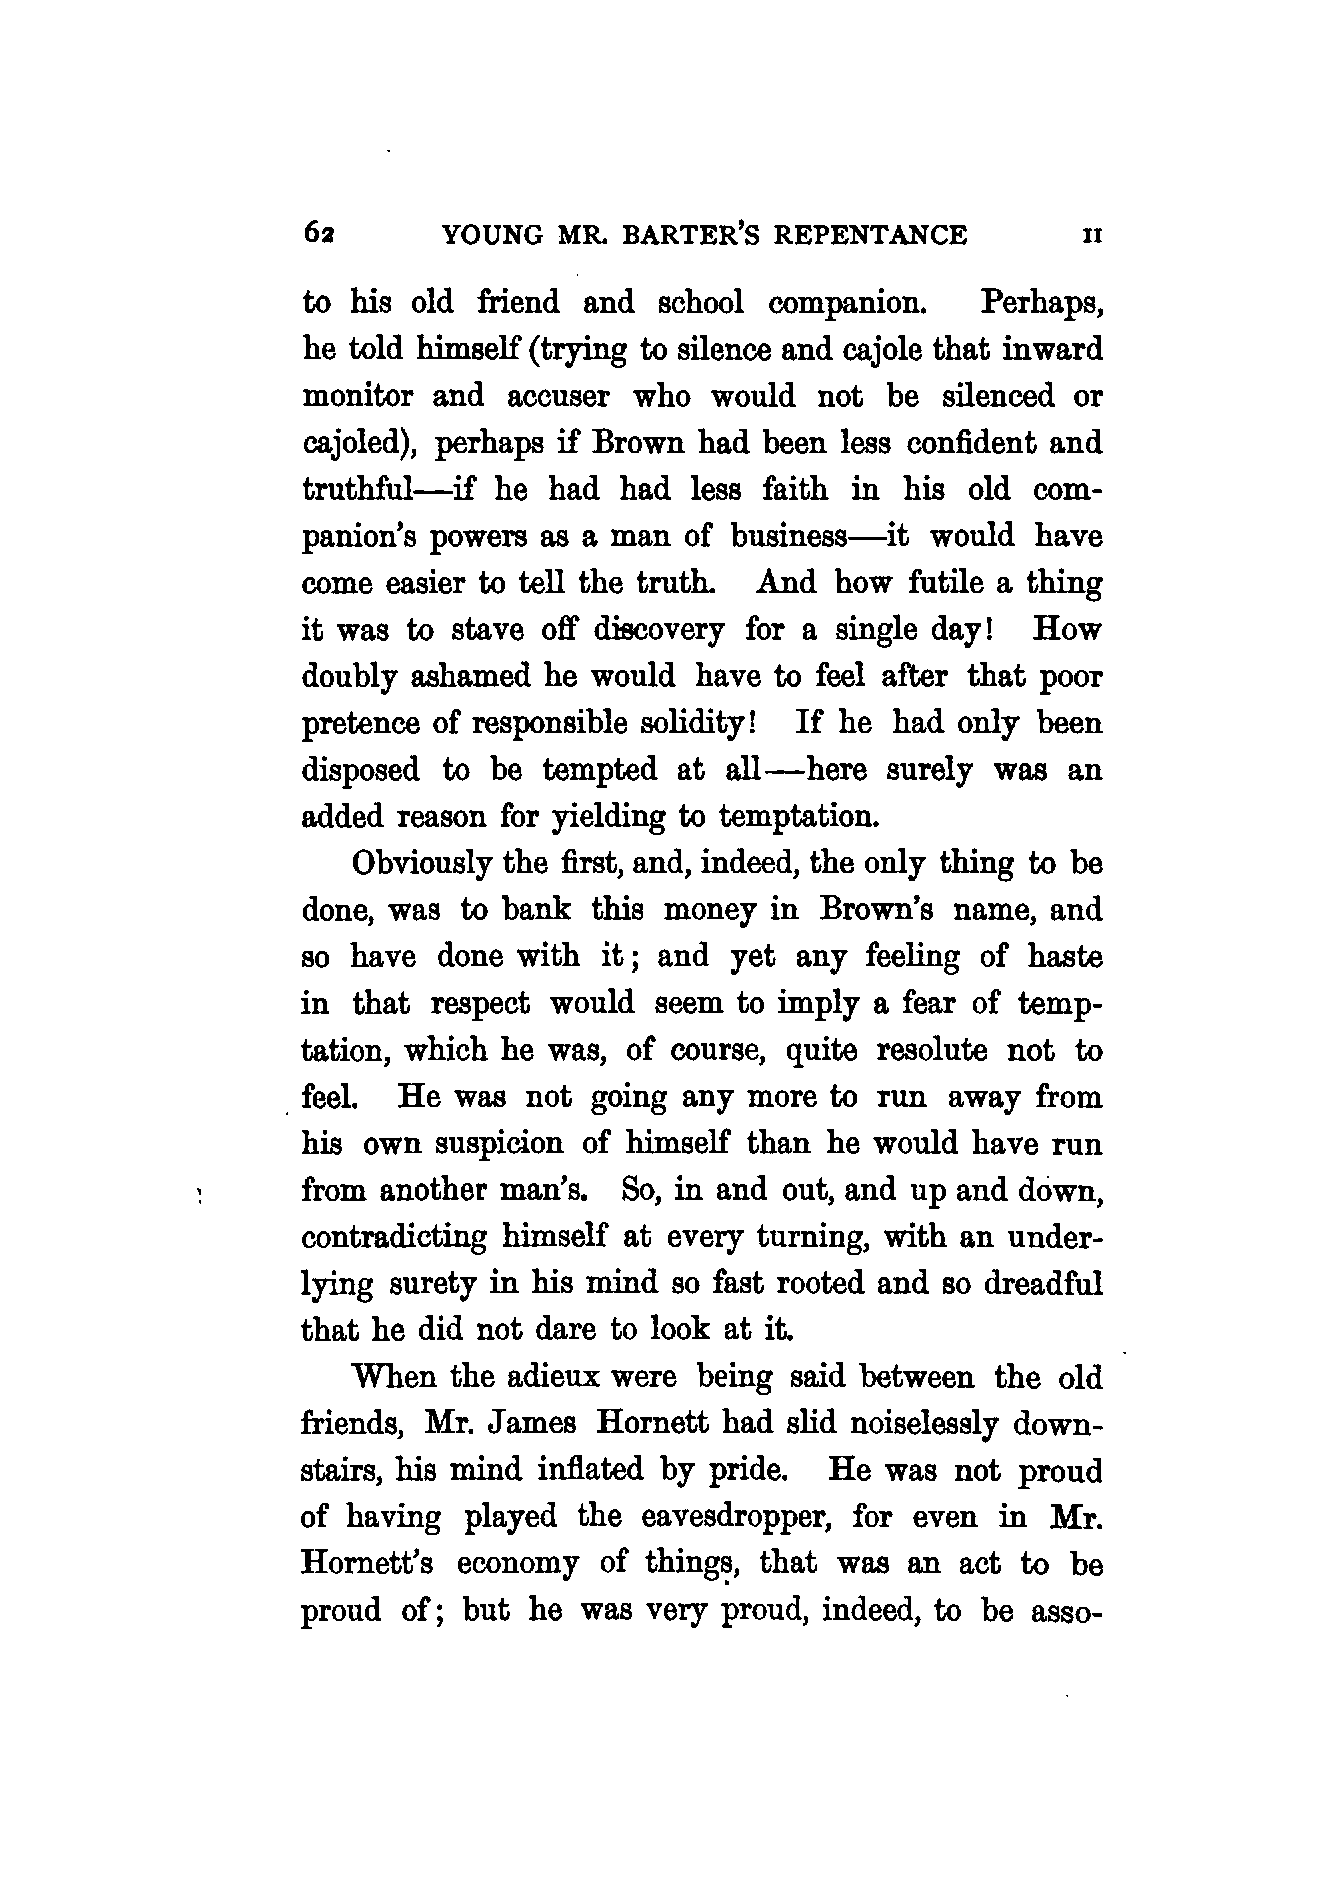 62 YOUNG MR. BARTER'S REPENTANCE II
to his old friend and school companion. Perhaps,
he told himself (trying to silence and cajole that inward
monitor and accuser who would not be silenced or
cajoled), perhaps if Brown had been less confident and
truthful—if he had had less faith in his old com-
panion's powers as a man of business—it would have
come easier to tell the truth. And how futile a thing
it was to stave off discovery for a single day! How
doubly ashamed he would have to feel after that poor
pretence of responsible solidity! If he had only been
disposed to be tempted at all—here surely was an
added reason for yielding to temptation.
Obviously the first, and, indeed, the only thing to be
done, was to bank this money in Brown's name, and
so have done with it; and yet any feeling of haste
in that respect would seem to imply a fear of temp-
tation, which he was, of course, quite resolute not to
feel. He was not going any more to run away from
his own suspicion of himself than he would have run
from another man's. So, in and out, and up and down,
contradicting himself at every turning, with an under-
lying surety in his mind so fast rooted and so dreadful
that he did not dare to look at it.
When the adieux were being said between the old
friends, Mr. James Hornett had slid noiselessly down-
stairs, his mind inflated by pride. He was not proud
of having played the eavesdropper, for even in Mr.
Hornett's economy of things, that was an act to be
proud of; but he was very proud, indeed, to be asso-